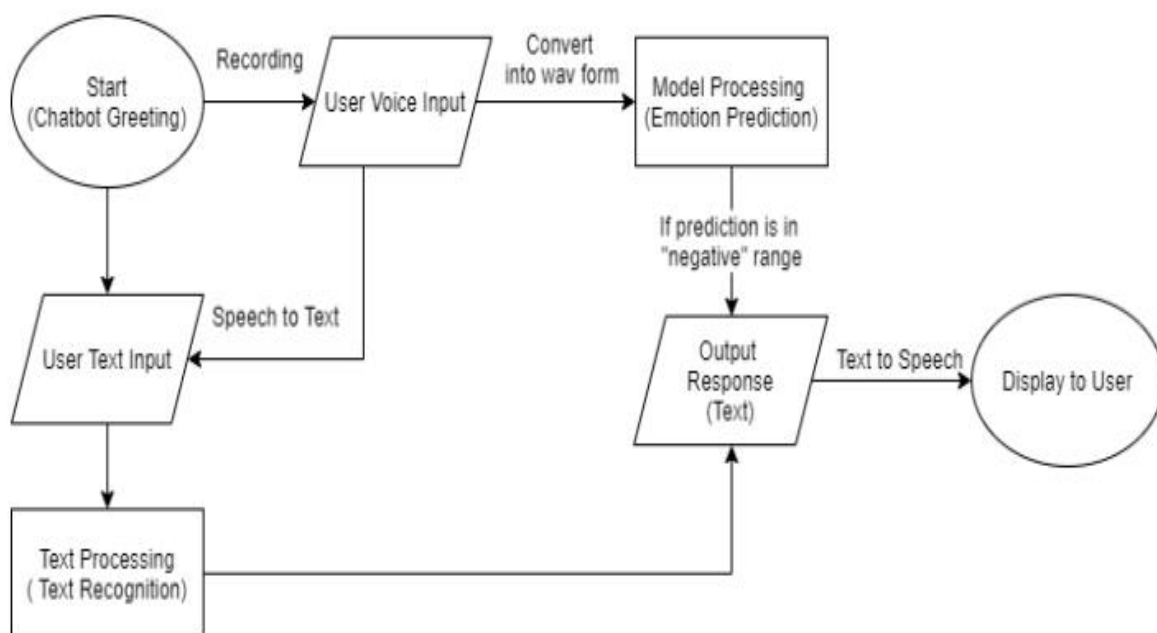 Start
(Chatbot Greeting)
Recording
User Voice Input
Convert
into wav form
Model Processing
(Emotion Prediction)
If prediction is in
"negative" range
Speech to Text
User Text Input
Output
Response
(Text)
Text to Speech
Display to User
Text Processing
( Text Recognition)